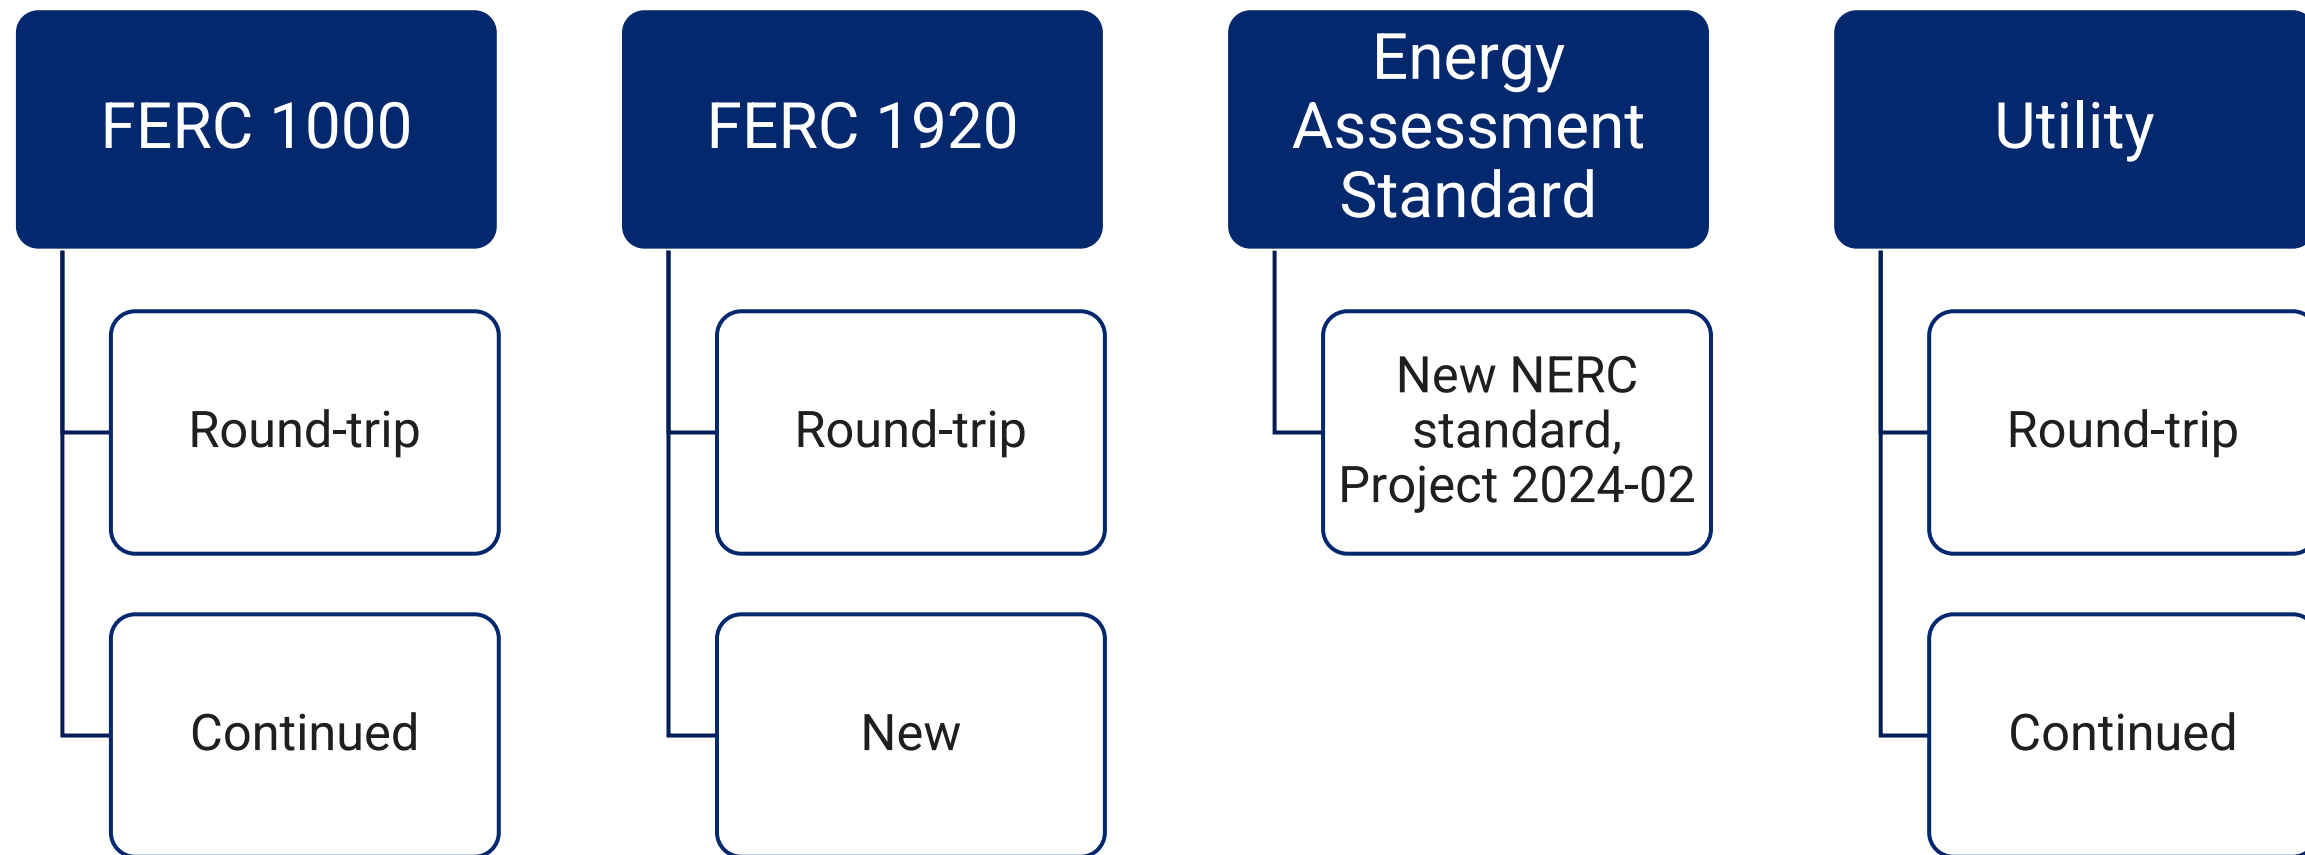 FERC 1000
Round-trip
Continued
FERC 1920
Round-trip
New
Energy
Assessment
Standard
New NERC
standard,
Project 2024-02
Utility
Round-trip
Continued